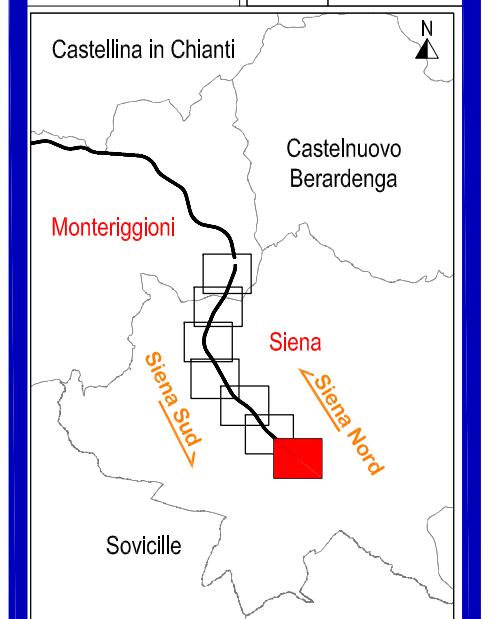 N
Castellina in Chianti
Castelnuovo
Berardenga
Monteriggioni
Siena
Siena Sud
Siena Nord
Sovicille